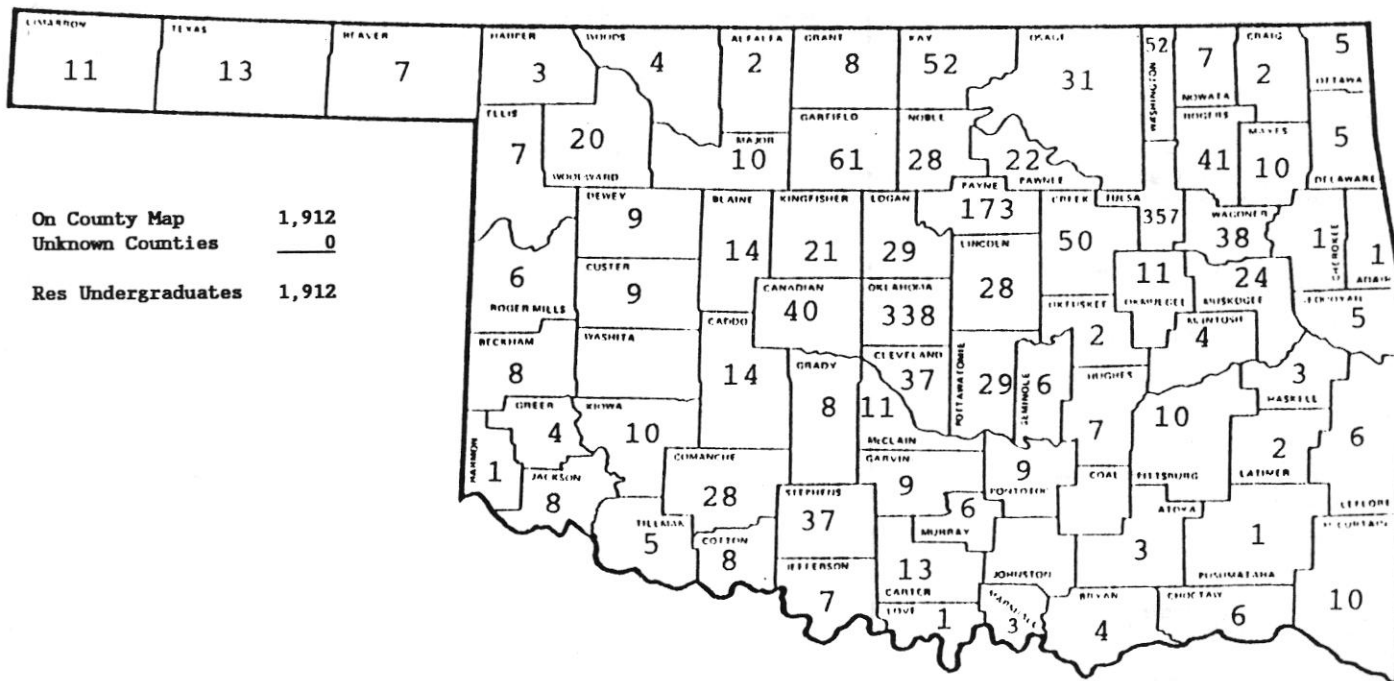 CIMARRON TEXAS BEAVER HARPER WOODS ALFALFA GRANT KAY OSAGE 52 CRAIG 5
11 13 7 3 4 2 8 52 31 WASHINGTON 7 2 OTTAWA
NOWATA
ELLIS GARFIELD NOBLE ROGERS MAYES
7 20 MAJOR 61 28 22 41 10 5
10
WOODWARD PAYNE PAWNEE DELAWARE
DEWEY BLAINE KINGFISHER LOGAN 173 CREEK TULSA WAGONER
On County Map 1,912
9 357 38
Unknown Counties 0
14 21 29 LINCOLN 50 1 CHEROKEE 1
6 CUSTER 28 11 24 ADAIR
Res Undergraduates 1,912
9 CANADIAN OKLAHOMA OKMULGEE MUSKOGEE SEQUOYAH
ROGER MILLS CADDO 40 338 OKFUSKEE MCINTOSH 5
BECKHAM WASHITA 2 4
8 14 GRADY CLEVELAND POTTAWATOMIE 29 SEMINOLE 6 HUGHES 3
37 HASKELL
GREER KIOWA 8 11 10
4 10 McCLAIN 7 2 6
HARMON 1 COMANCHE GARVIN 9 LATIMER
JACKSON 28 STEPHENS 9 PONTOTOC COAL PITTSBURG LEFLORE
8 37 6 ATOKA McCURTAIN
TILLMAN COTTON MURRAY
5 8 JEFFERSON 13 JOHNSTON 3 1
PUSHMATAHA
7 CARTER BRYAN CHOCTAW 10
LOVE 1 3 4 6